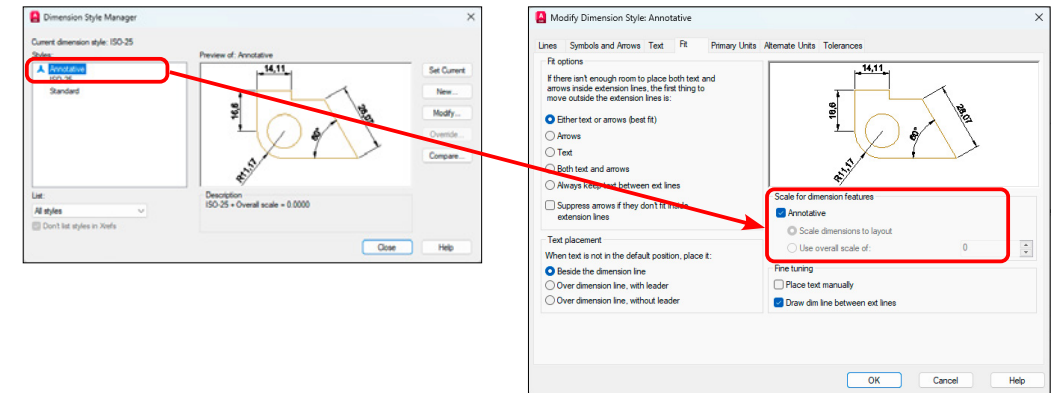 Dimension Style Manager
Current dimension style: ISO-25
Styles:
Annotative
ISO-25
Standard
List:
All styles
Don't list styles in Xrefs
Preview of: Annotative
14,11
16,6
28,07
60°
R11,17
Description
ISO-25 + Overall scale = 0.0000
Set Current
New...
Modify...
Override...
Compare...
Close
Help
Modify Dimension Style: Annotative
Lines Symbols and Arrows Text Fit Primary Units Alternate Units Tolerances
Fit options
If there isn't enough room to place both text and
arrows inside extension lines, the first thing to
move outside the extension lines is:
Either text or arrows (best fit)
Arrows
Text
Both text and arrows
Always keep text between ext lines
Suppress arrows if they don't fit inside
extension lines
Text placement
When text is not in the default position, place it:
Beside the dimension line
Over dimension line, with leader
Over dimension line, without leader
14,11
16,6
28,07
60°
R11,17
Scale for dimension features
Annotative
Scale dimensions to layout
Use overall scale of: 0
Fine tuning
Place text manually
Draw dim line between ext lines
OK Cancel Help